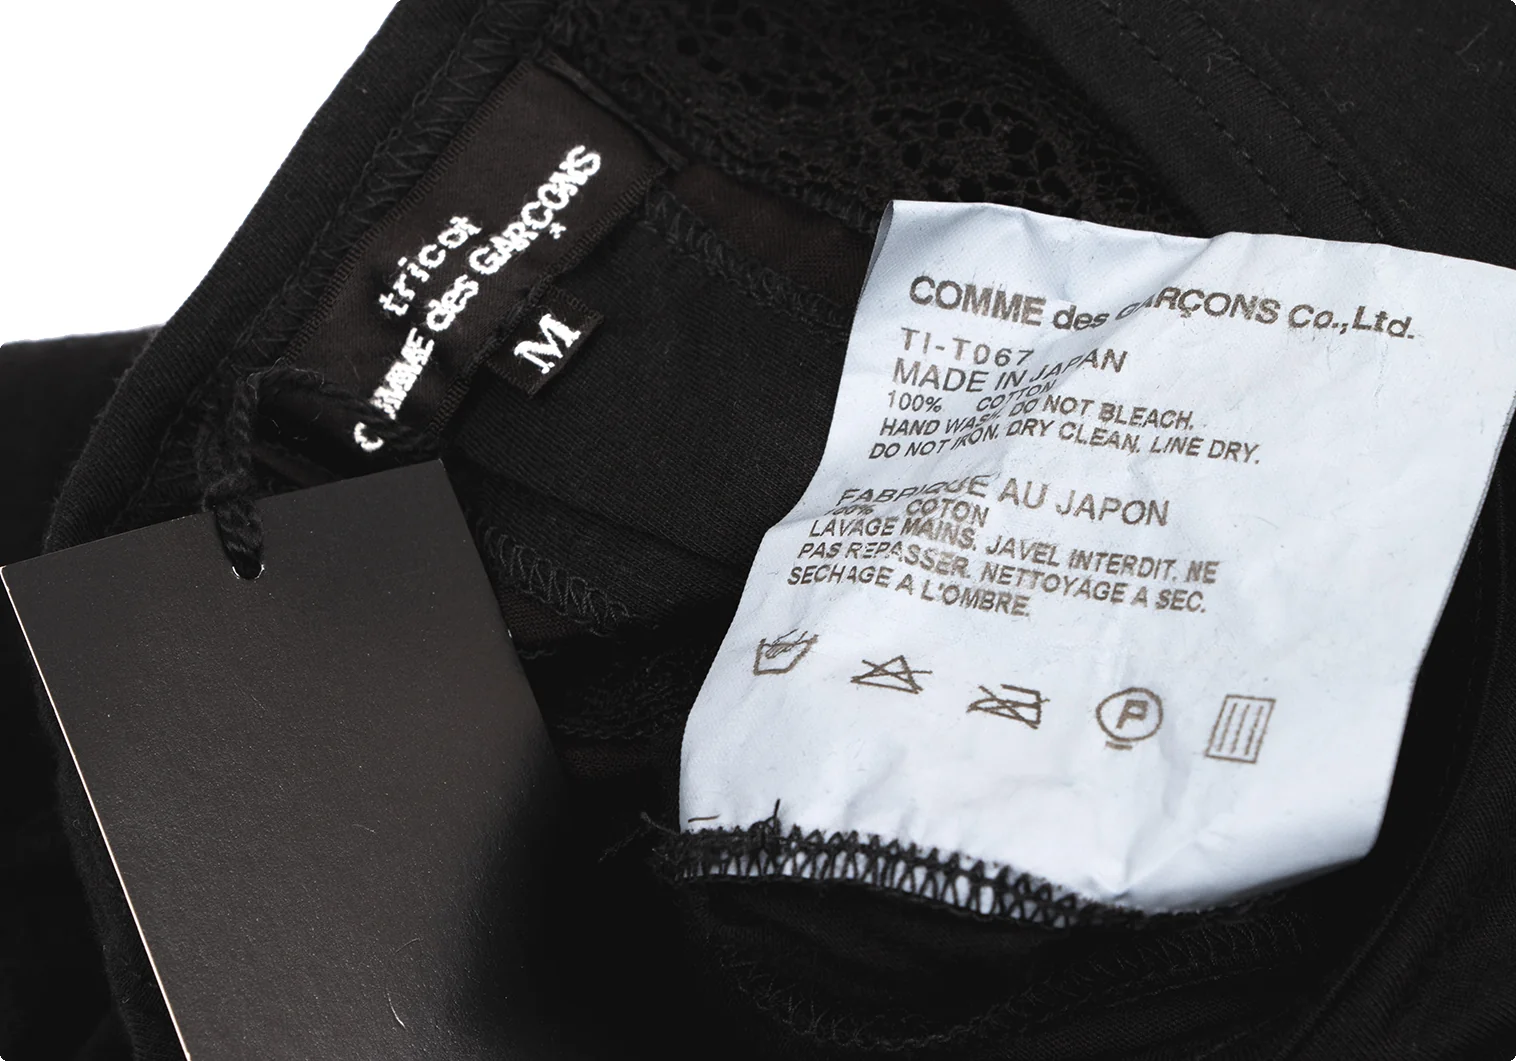 tricot
COMME des GARÇONS
M
COMME des GARÇONS Co.,Ltd.
TI-T067
MADE IN JAPAN
100% COTTON
HAND WASH. DO NOT BLEACH.
DO NOT IRON. DRY CLEAN. LINE DRY.
FABRIQUE AU JAPON
100% COTON
LAVAGE MAINS. JAVEL INTERDIT. NE
PAS REPASSER. NETTOYAGE A SEC.
SECHAGE A L'OMBRE.
P